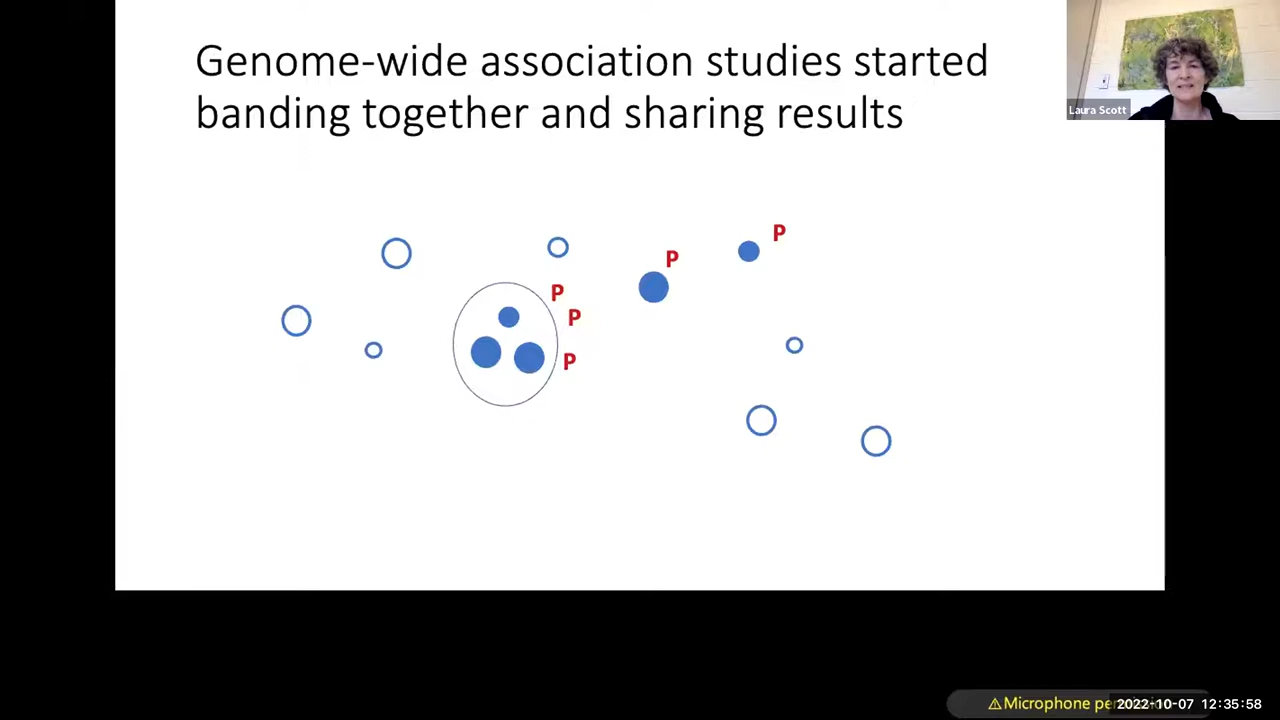 Genome-wide association studies started
banding together and sharing results
Laura Scott
P
P
P
P
P
⚠Microphone
2022-10-07 12:35:58